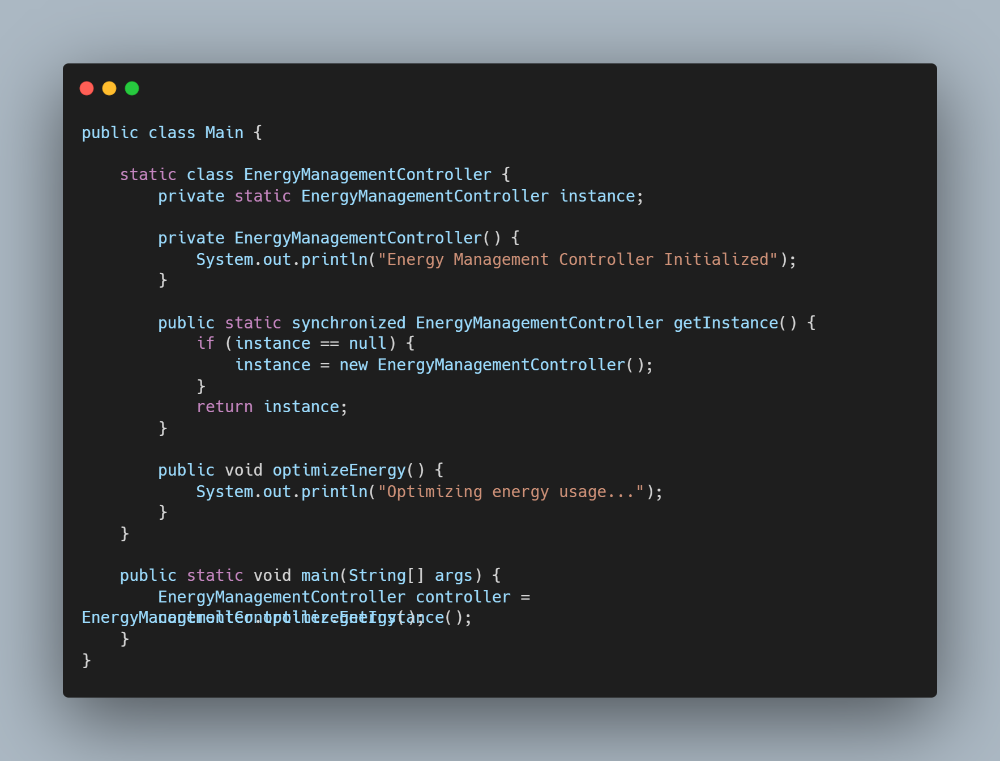 public class Main {
static class EnergyManagementController {
private static EnergyManagementController instance;
private EnergyManagementController() {
System.out.println("Energy Management Controller Initialized");
}
public static synchronized EnergyManagementController getInstance() {
if (instance == null) {
instance = new EnergyManagementController();
}
return instance;
}
public void optimizeEnergy() {
System.out.println("Optimizing energy usage...");
}
}
public static void main(String[] args) {
EnergyManagementController controller =
EnergyManagementController.getInstance();
controller.optimizeEnergy();
}
}